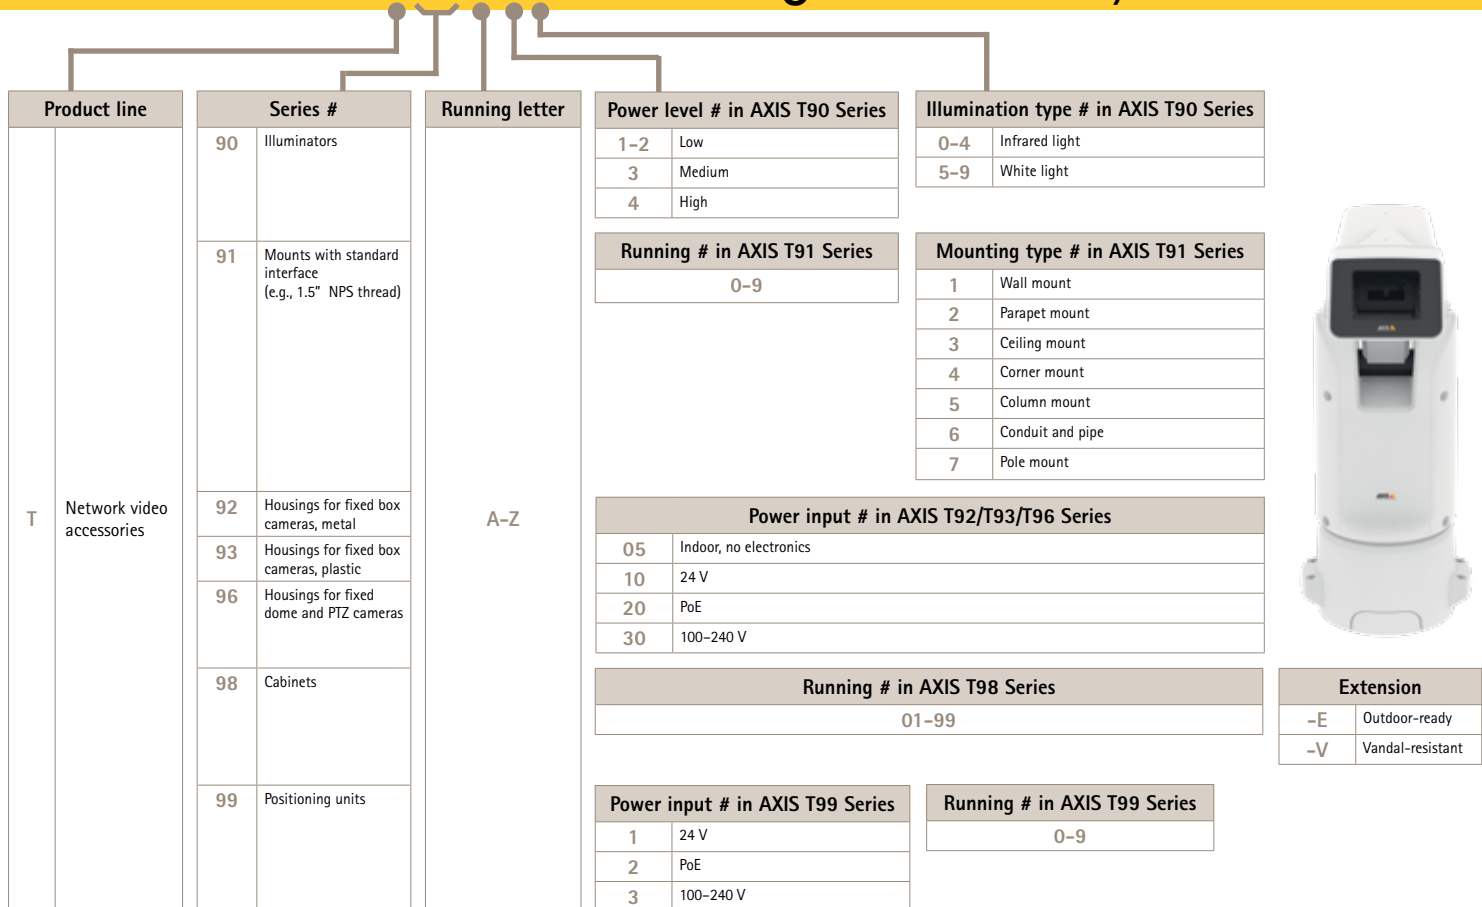 Product line
T
Network video
accessories
Series #
90
Illuminators
91
Mounts with standard
interface
(e.g., 1.5" NPS thread)
92
Housings for fixed box
cameras, metal
93
Housings for fixed box
cameras, plastic
96
Housings for fixed
dome and PTZ cameras
98
Cabinets
99
Positioning units
Running letter
A-Z
Power level # in AXIS T90 Series
1-2 Low
3 Medium
4 High
Illumination type # in AXIS T90 Series
0-4 Infrared light
5-9 White light
Running # in AXIS T91 Series
0-9
Mounting type # in AXIS T91 Series
1 Wall mount
2 Parapet mount
3 Ceiling mount
4 Corner mount
5 Column mount
6 Conduit and pipe
7 Pole mount
Power input # in AXIS T92/T93/T96 Series
05 Indoor, no electronics
10 24 V
20 PoE
30 100-240 V
Running # in AXIS T98 Series
01-99
Extension
-E Outdoor-ready
-V Vandal-resistant
Power input # in AXIS T99 Series
1 24 V
2 PoE
3 100-240 V
Running # in AXIS T99 Series
0-9
AXIS
AXIS